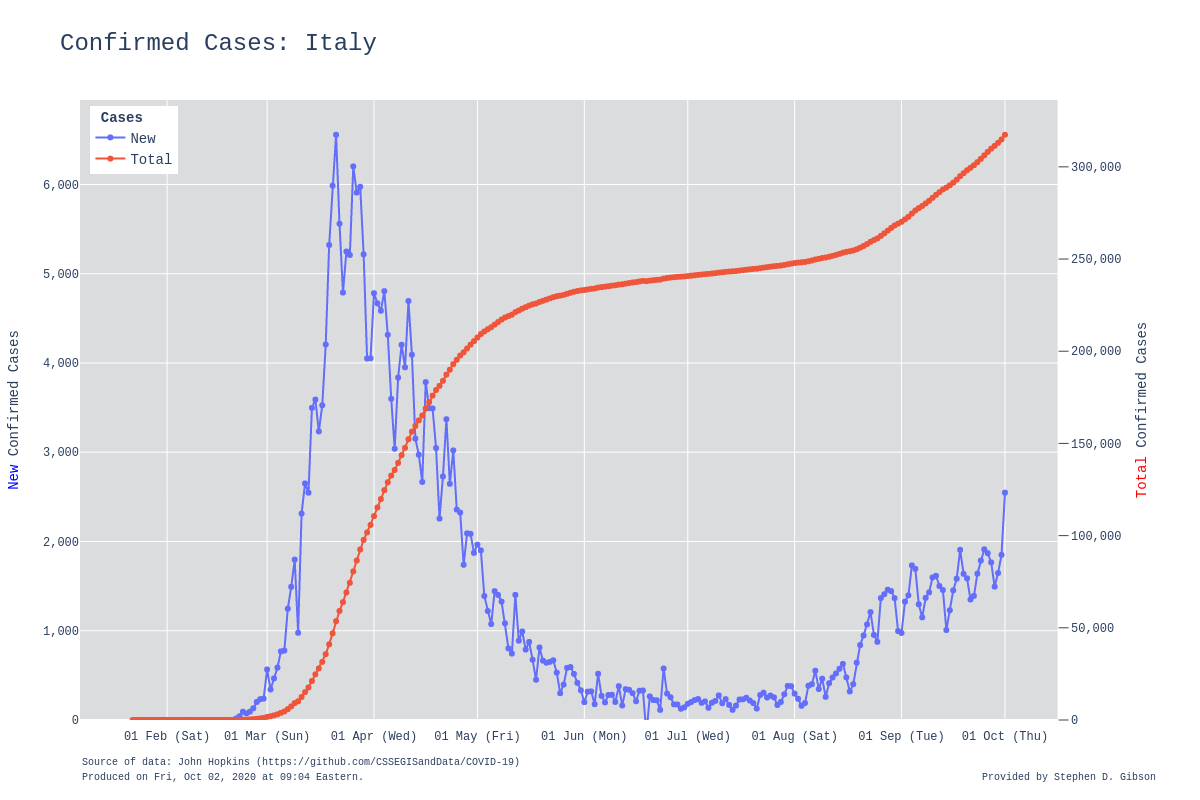 Confirmed Cases: Italy
Cases
New
Total
6,000
5,000
4,000
3,000
2,000
1,000
0
New Confirmed Cases
300,000
250,000
200,000
150,000
100,000
50,000
0
Total Confirmed Cases
01 Feb (Sat) 01 Mar (Sun) 01 Apr (Wed) 01 May (Fri) 01 Jun (Mon) 01 Jul (Wed) 01 Aug (Sat) 01 Sep (Tue) 01 Oct (Thu)
Source of data: John Hopkins (https://github.com/CSSEGISandData/COVID-19)
Produced on Fri, Oct 02, 2020 at 09:04 Eastern.
Provided by Stephen D. Gibson